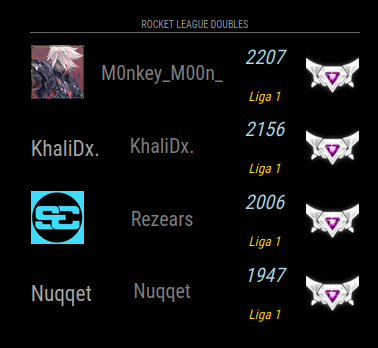 ROCKET LEAGUE DOUBLES
M0nkey_M00n_
2207
Liga 1
KhaliDx.
KhaliDx.
2156
Liga 1
SC
Rezears
2006
Liga 1
Nuqqet
Nuqqet
1947
Liga 1